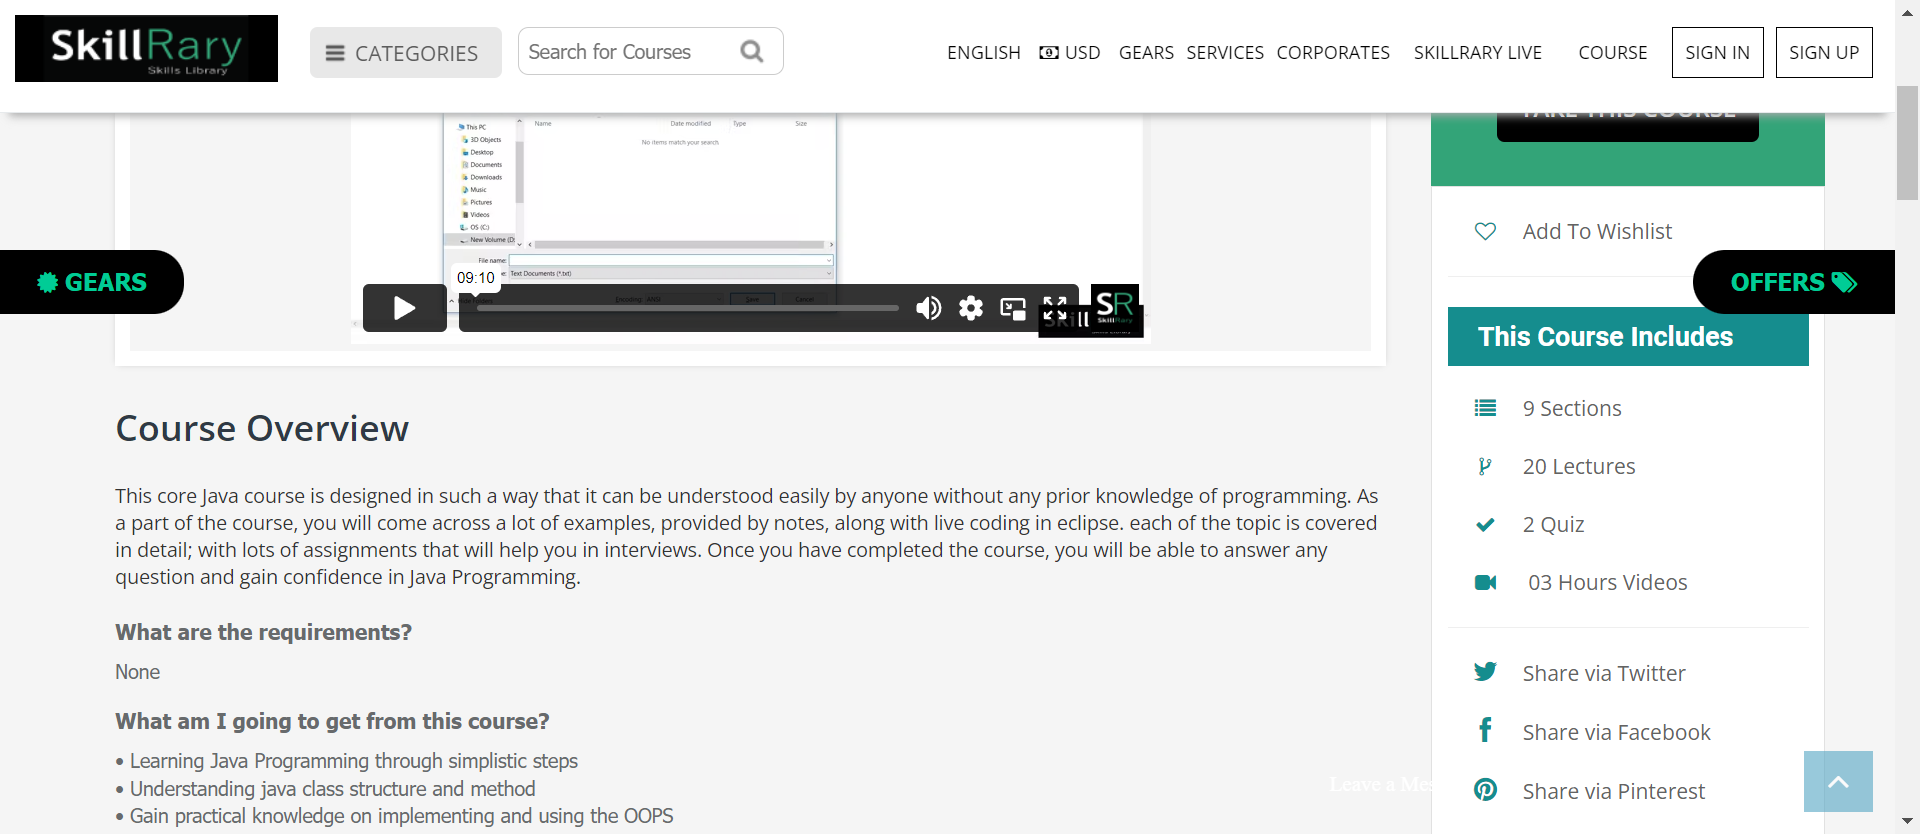 SkillRary
Skills Library
CATEGORIES
Search for Courses
ENGLISH
USD
GEARS
SERVICES
CORPORATES
SKILLRARY LIVE
COURSE
SIGN IN
SIGN UP
This PC
3D Objects
Desktop
Documents
Downloads
Music
Pictures
Videos
OS (C:)
New Volume (D:
Name
Date modified
Type
Size
No items match your search
File name:
Text Documents (*.txt)
09:10
Hide Folders
Encoding: ANSI
Save
Cancel
SR
SkillRary
GEARS
TAKE THIS COURSE
Add To Wishlist
OFFERS
This Course Includes
9 Sections
20 Lectures
2 Quiz
03 Hours Videos
Share via Twitter
Share via Facebook
Share via Pinterest
Course Overview
This core Java course is designed in such a way that it can be understood easily by anyone without any prior knowledge of programming. As
a part of the course, you will come across a lot of examples, provided by notes, along with live coding in eclipse. each of the topic is covered
in detail; with lots of assignments that will help you in interviews. Once you have completed the course, you will be able to answer any
question and gain confidence in Java Programming.
What are the requirements?
None
What am I going to get from this course?
• Learning Java Programming through simplistic steps
• Understanding java class structure and method
• Gain practical knowledge on implementing and using the OOPS
Leave a Mes